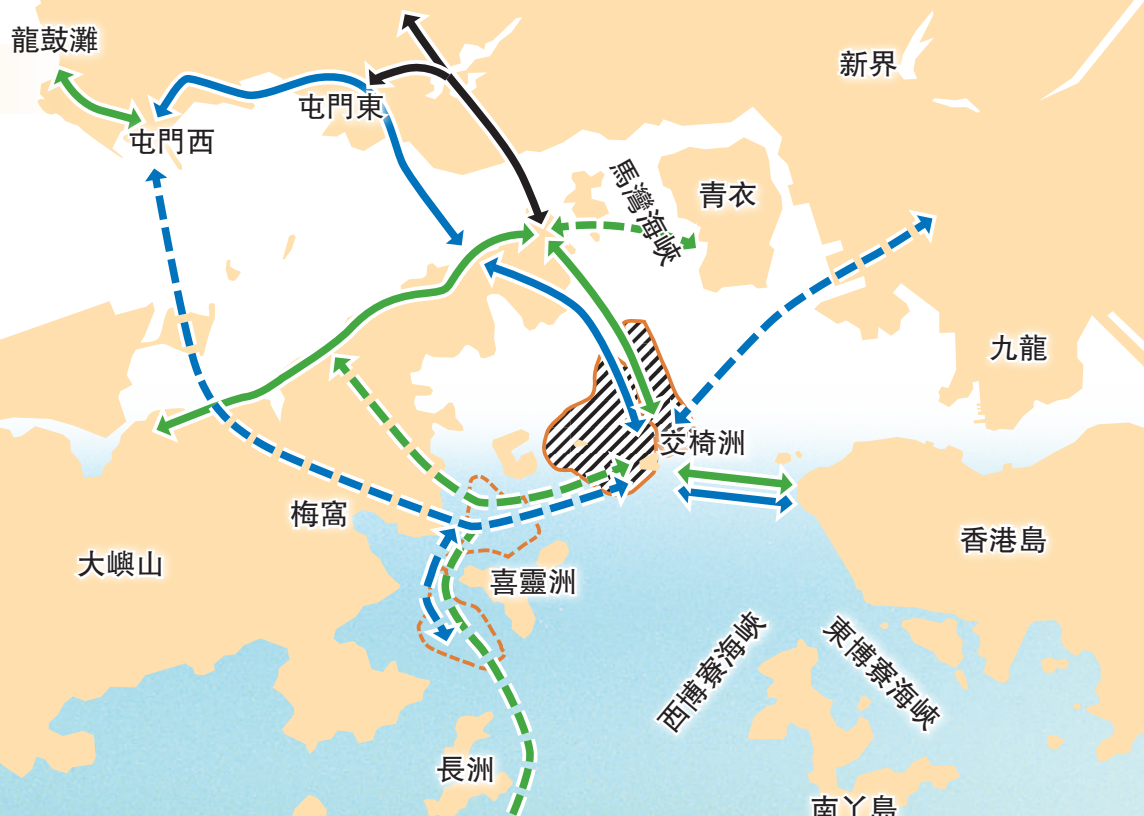 龍鼓灘
新界
屯門東
屯門西
馬灣海峽
青衣
九龍
交椅洲
梅窩
香港島
大嶼山
喜靈洲
西博寮海峽
東博寮海峽
長洲
南丫島